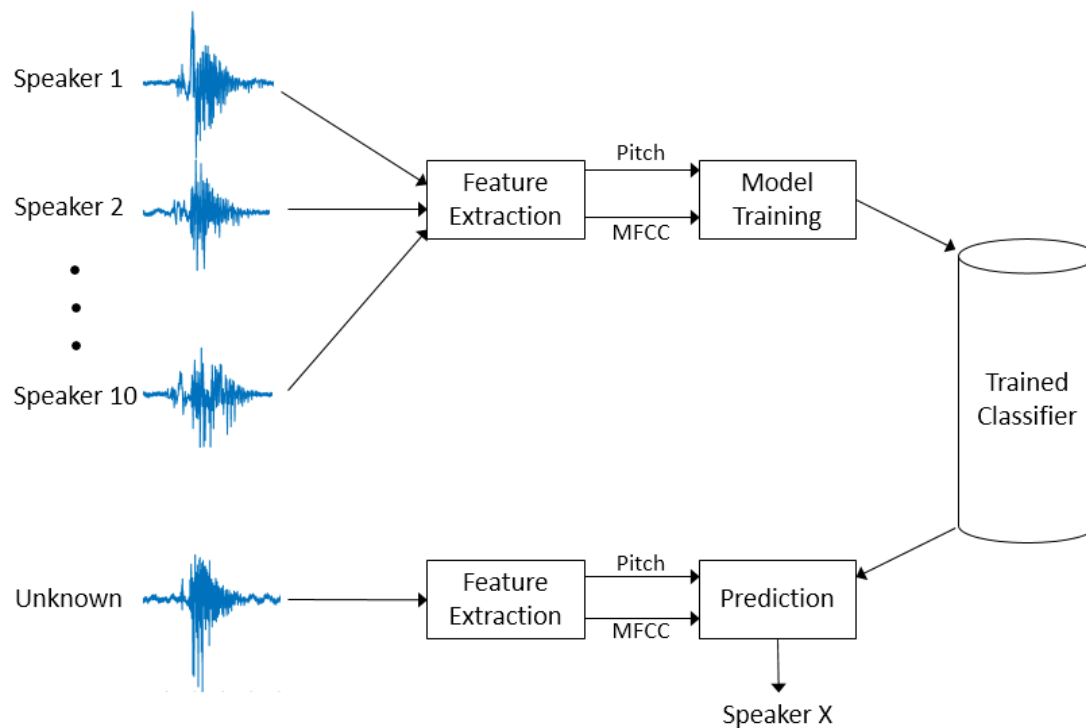 Speaker 1
Speaker 2
Speaker 10
Feature
Extraction
Pitch
MFCC
Model
Training
Trained
Classifier
Unknown
Feature
Extraction
Pitch
MFCC
Prediction
Speaker X